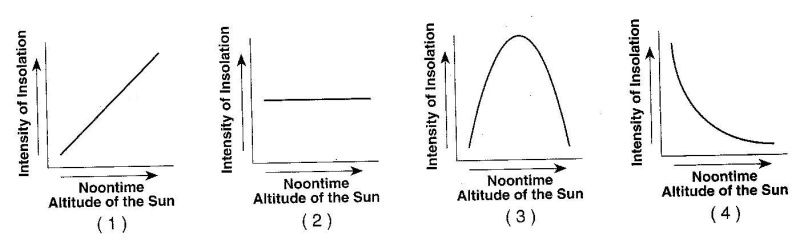 Intensity of Insolation
Noontime
Altitude of the Sun
(1)
Intensity of Insolation
Noontime
Altitude of the Sun
(2)
Intensity of Insolation
Noontime
Altitude of the Sun
(3)
Intensity of Insolation
Noontime
Altitude of the Sun
(4)